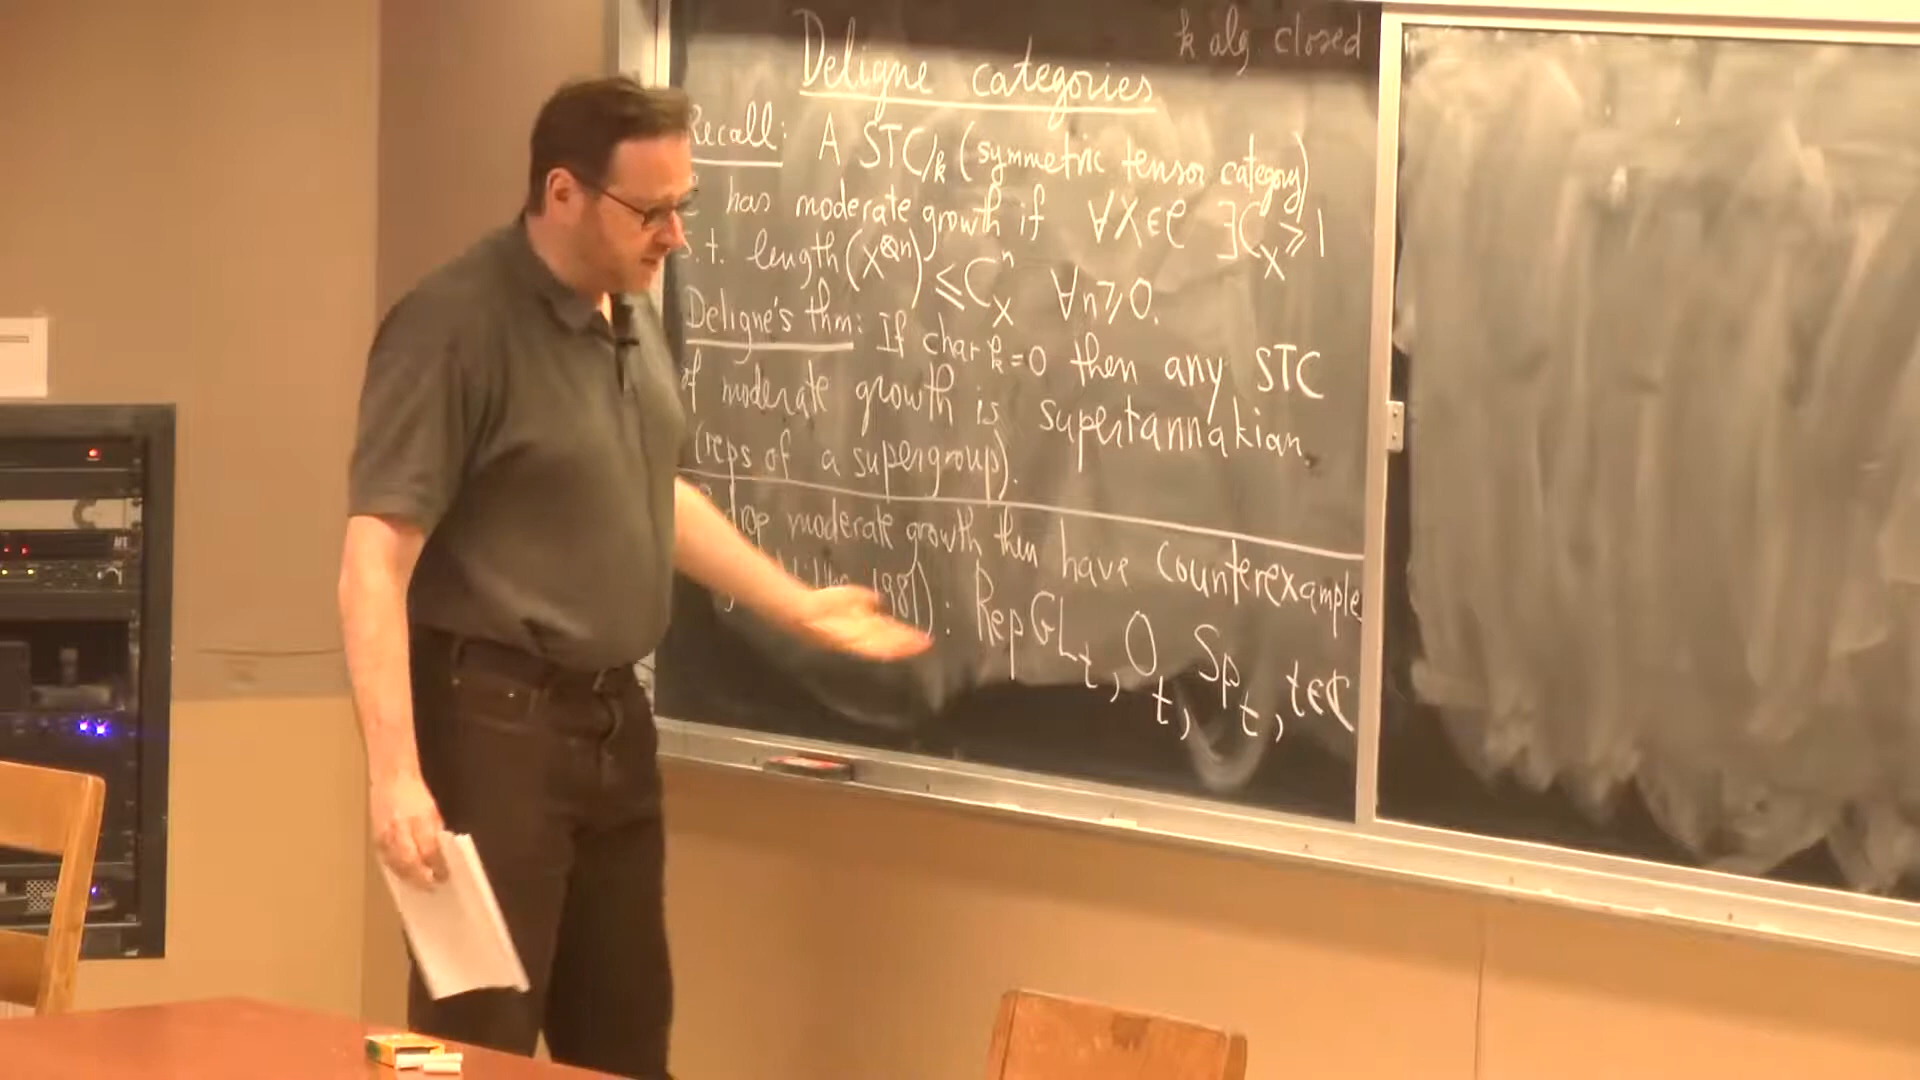 k alg. closed
Deligne categories
Recall: A STC/k (symmetric tensor category)
has moderate growth if ∀X∈C ∃C_X ≥ 1
s.t. length(X^{⊗n}) ≤ C_X^n ∀n≥0.
Deligne's thm: If char k=0 then any STC
of moderate growth is supertannakian
(reps of a supergroup).
drop moderate growth then have counterexample
1981): Rep GL_t, O_t, Sp_t, t∈ℂ